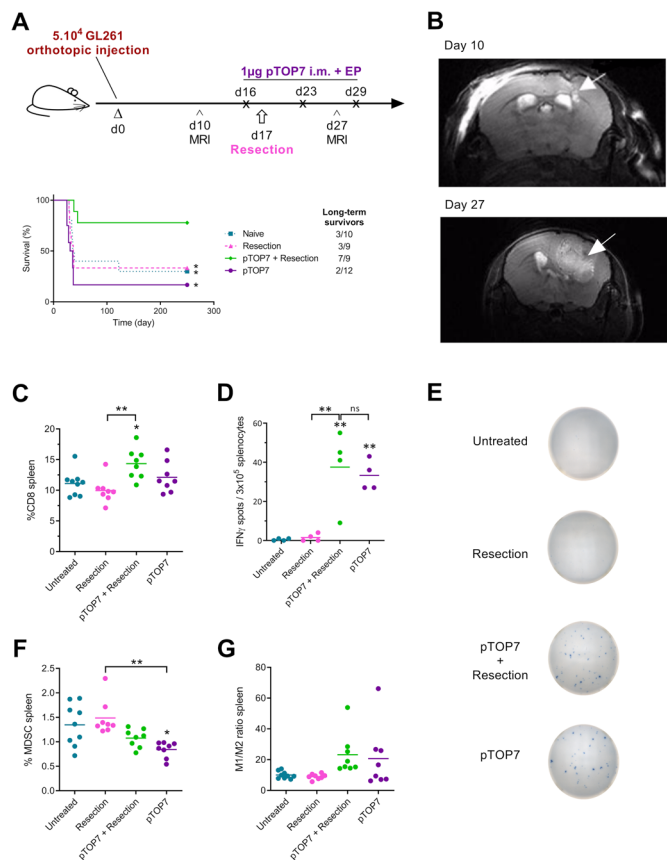 A
5.10⁴ GL261
orthotopic injection
1µg pTOP7 i.m. + EP
d16 d23 d29
d0 d10 MRI d17 d27 MRI
Resection
Survival (%)
100
50
0
0 100 200 300
Time (day)
Long-term
survivors
Naive 3/10
Resection 3/9
pTOP7 + Resection 7/9
pTOP7 2/12
*
*
*
B
Day 10
Day 27
C
%CD8 spleen
20
15
10
5
0
**
*
Untreated
Resection
pTOP7 + Resection
pTOP7
D
IFNγ spots / 3x10⁵ splenocytes
60
40
20
0
** ns
**
**
Untreated
Resection
pTOP7 + Resection
pTOP7
E
Untreated
Resection
pTOP7
+
Resection
pTOP7
F
% MDSC spleen
2.5
2.0
1.5
1.0
0.5
0.0
**
*
Untreated
Resection
pTOP7 + Resection
pTOP7
G
M1/M2 ratio spleen
80
60
40
20
0
Untreated
Resection
pTOP7 + Resection
pTOP7